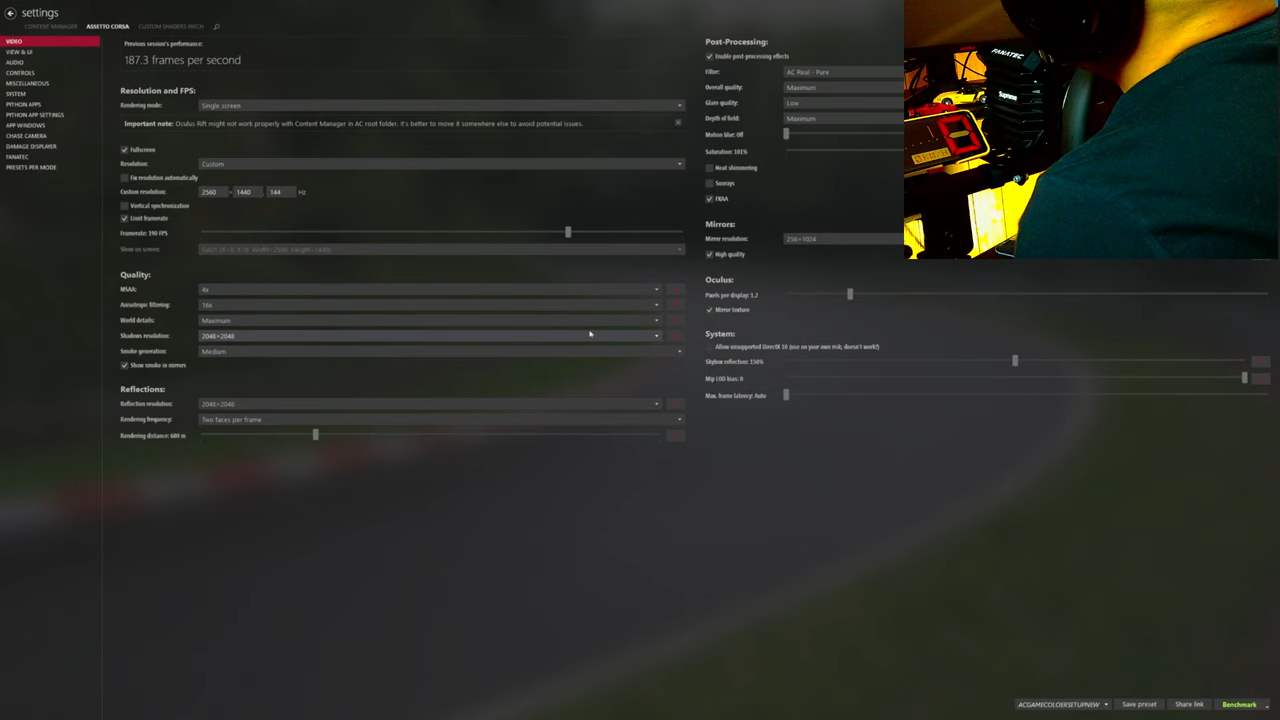 settings
CONTENT MANAGER ASSETTO CORSA CUSTOM SHADERS PATCH
VIDEO
VIEW & UI
AUDIO
CONTROLS
MISCELLANEOUS
SYSTEM
PYTHON APPS
PYTHON APP SETTINGS
APP WINDOWS
CHASE CAMERA
DAMAGE DISPLAYER
FANATEC
PRESETS PER MODE
Previous session's performance:
187.3 frames per second
Resolution and FPS:
Rendering mode: Single screen
Important note: Oculus Rift might not work properly with Content Manager in AC root folder. It's better to move it somewhere else to avoid potential issues.
Fullscreen
Resolution: Custom
Fix resolution automatically
Custom resolution: 2560 × 1440, 144 Hz
Vertical synchronization
Limit framerate
Framerate: 190 FPS
Show on screen:
Quality:
MSAA: 4x
Anisotropic filtering: 16x
World details: Maximum
Shadows resolution: 2048×2048
Smoke generation: Medium
Show smoke in mirrors
Reflections:
Reflection resolution: 2048×2048
Rendering frequency: Two faces per frame
Rendering distance: 600 m
Post-Processing:
Enable post-processing effects
Filter: AC Real - Pure
Overall quality: Maximum
Glare quality: Low
Depth of field: Maximum
Motion blur: Off
Saturation: 101%
Heat shimmering
Sunrays
FXAA
Mirrors:
Mirror resolution: 256×1024
High quality
Oculus:
Pixels per display: 1.2
Mirror texture
System:
Allow unsupported DirectX 10 (use on your own risk; doesn't work!)
Skybox reflection: 150%
Mip LOD bias: 0
Max. frame latency: Auto
FANATEC
Supreme
ACGAMECOLOERSETUPNEW Save preset Share link Benchmark